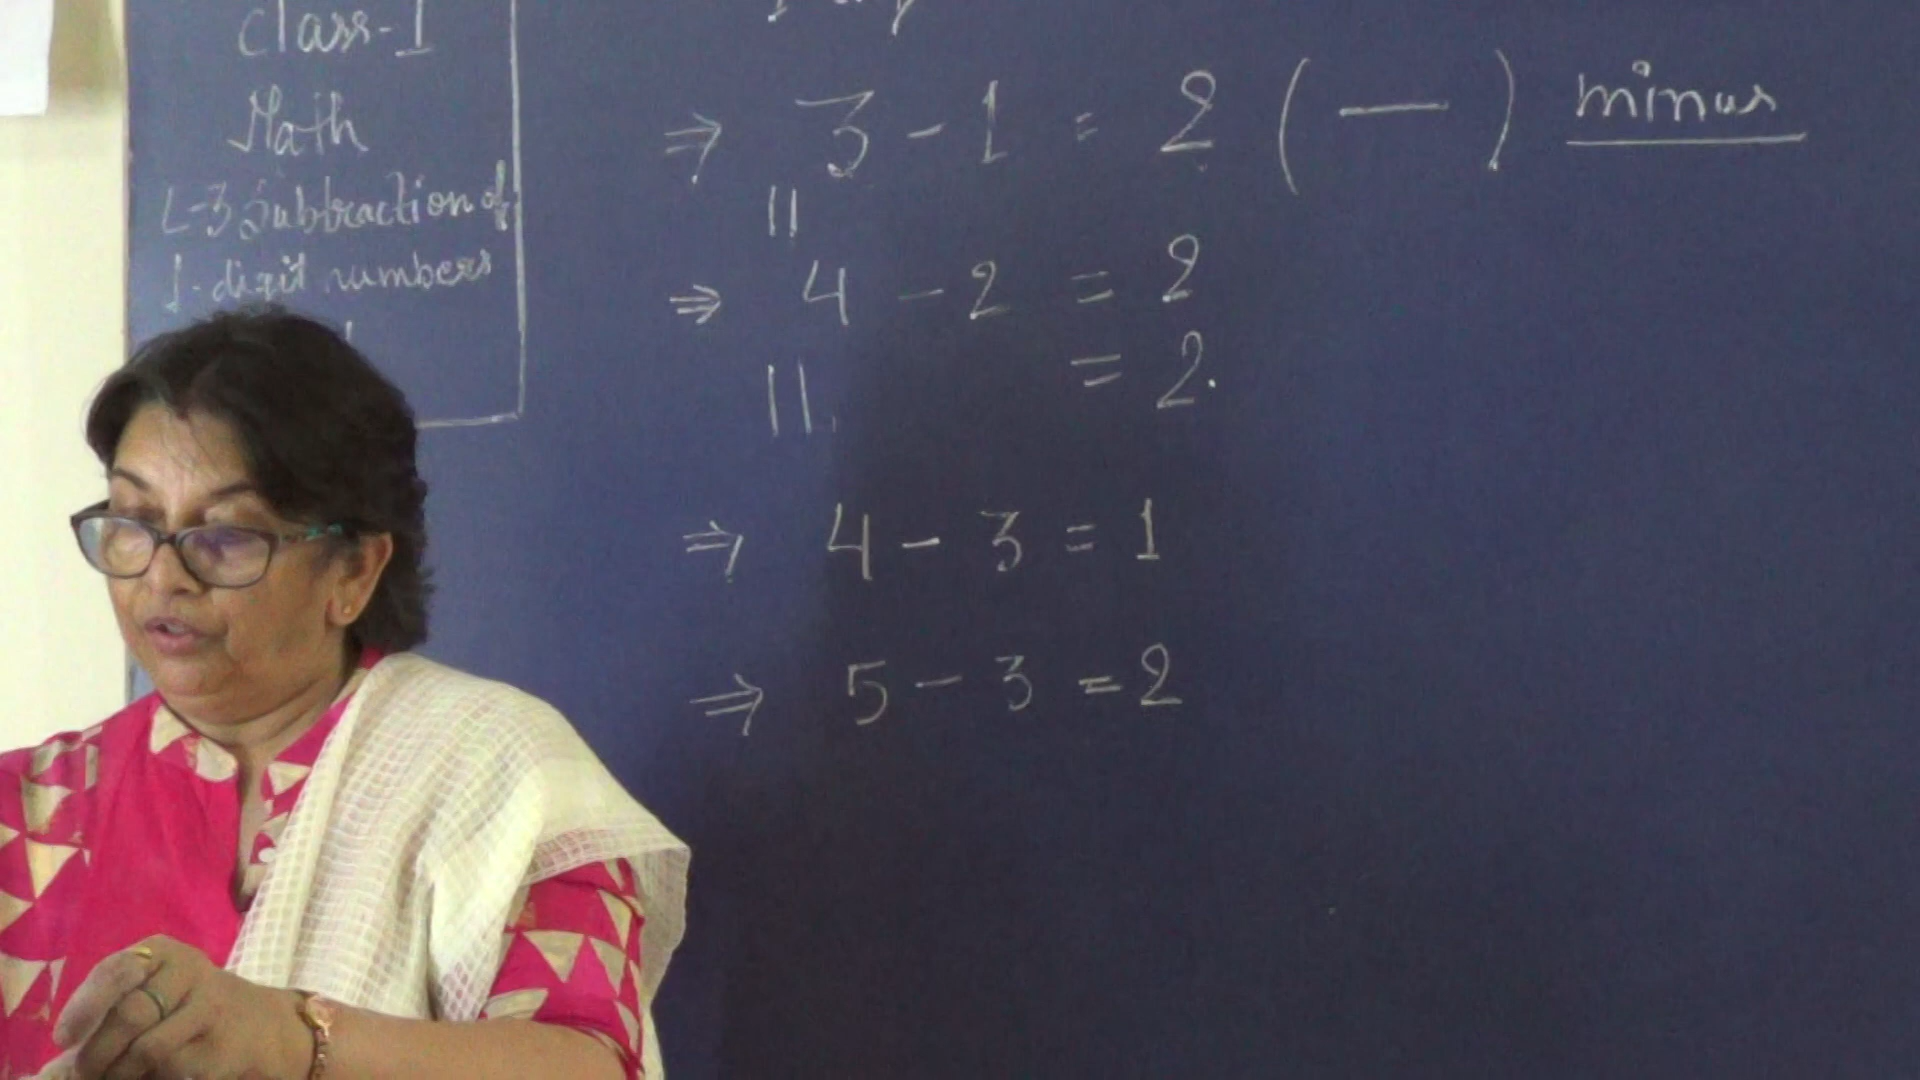 Class-I
Math
L-3 Subtraction of
1-digit numbers
⇒ 3 - 1 = 2 ( — ) minus
||
⇒ 4 - 2 = 2
|| = 2.
⇒ 4 - 3 = 1
⇒ 5 - 3 = 2